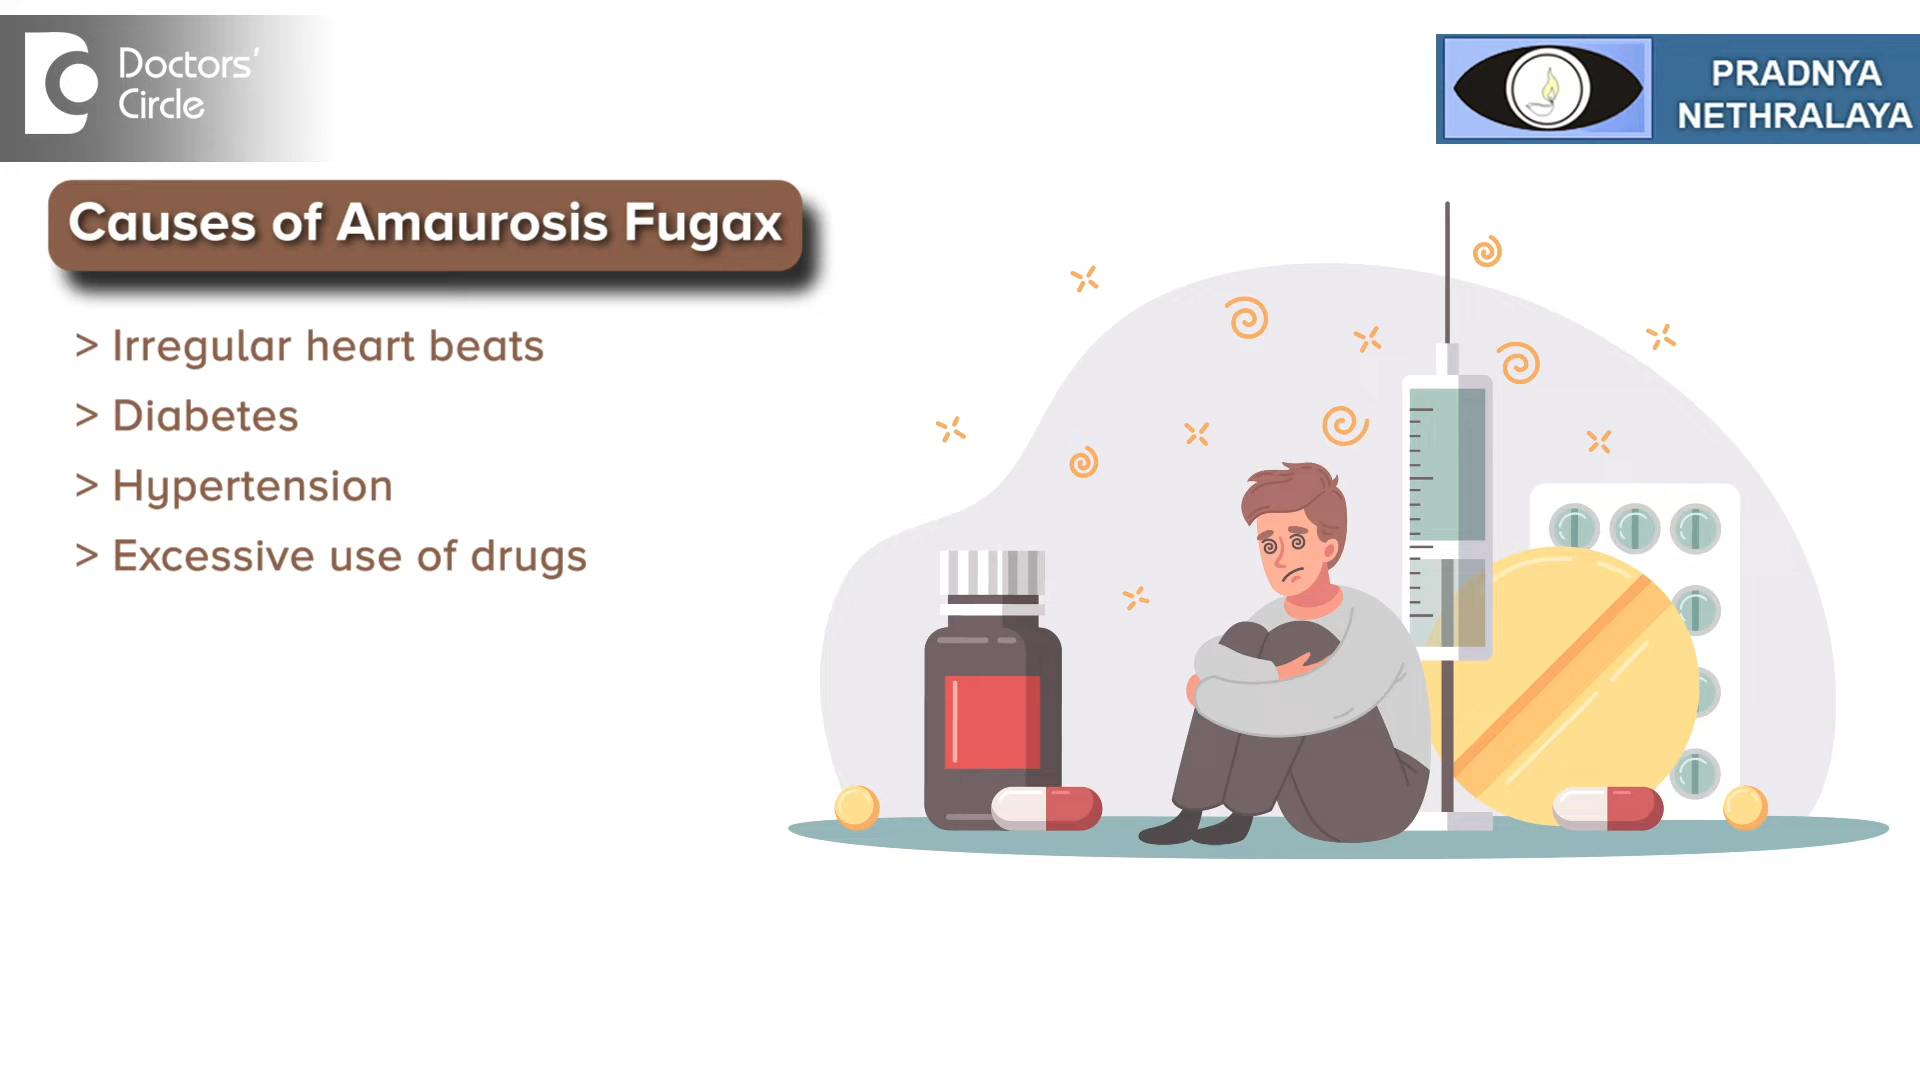 Doctors'
Circle
PRADNYA
NETHRALAYA
Causes of Amaurosis Fugax
> Irregular heart beats
> Diabetes
> Hypertension
> Excessive use of drugs